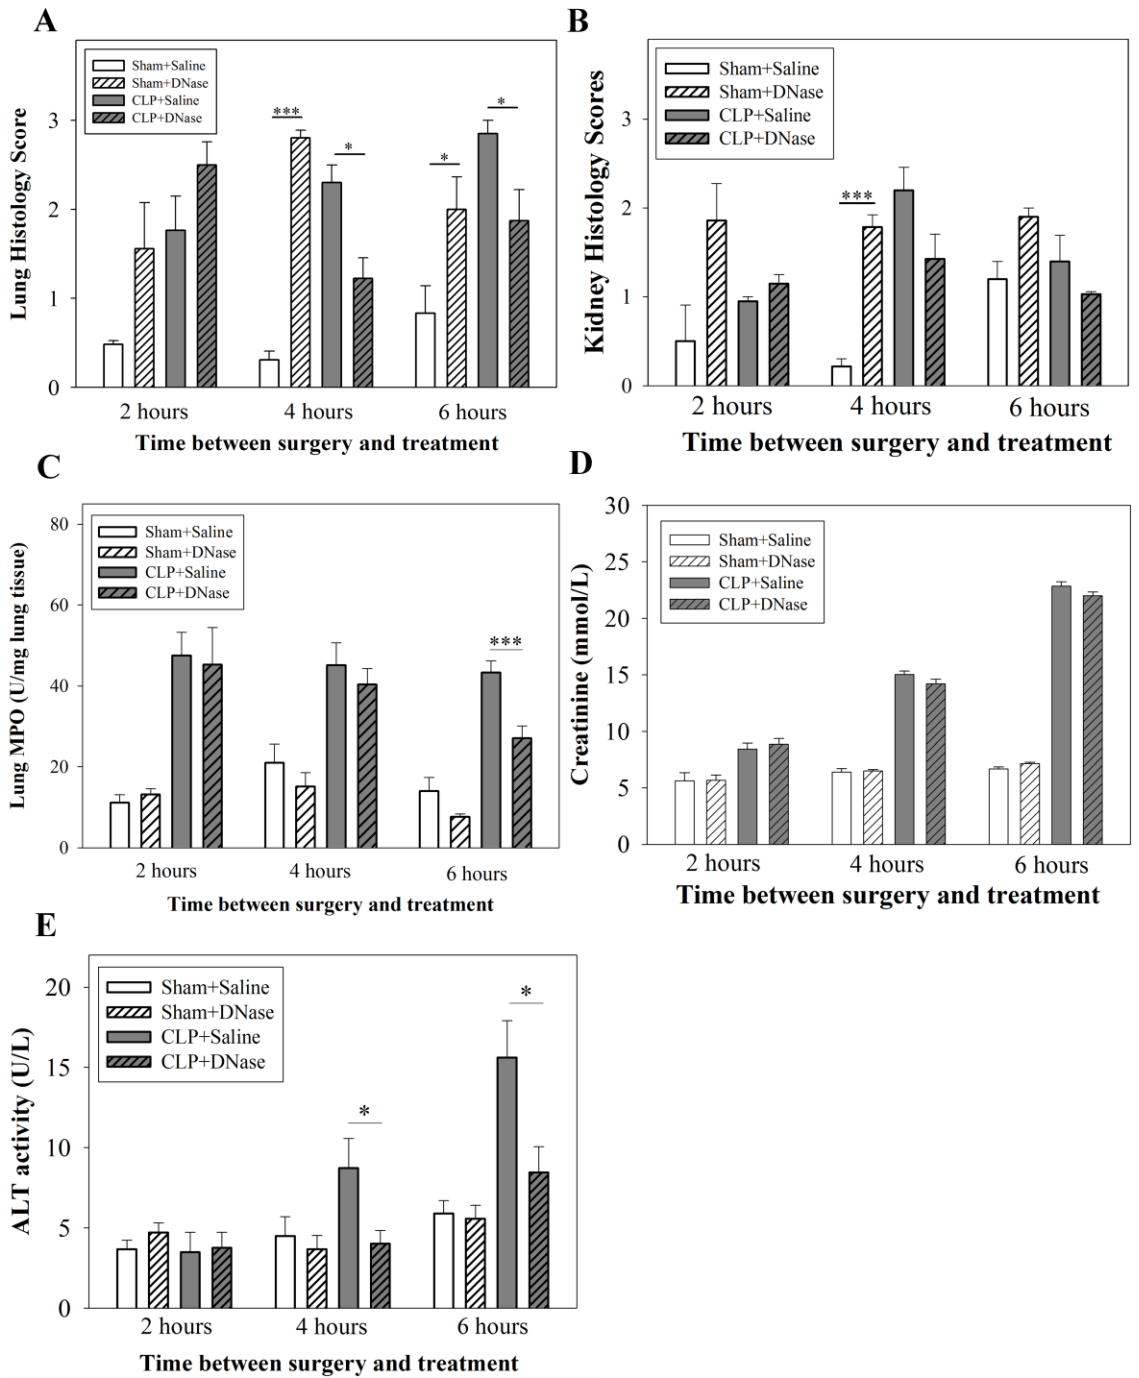 A
Lung Histology Score
3
2
1
0
Sham+Saline
Sham+DNase
CLP+Saline
CLP+DNase
***
*
*
*
2 hours
4 hours
6 hours
Time between surgery and treatment
B
Kidney Histology Scores
3
2
1
0
Sham+Saline
Sham+DNase
CLP+Saline
CLP+DNase
***
2 hours
4 hours
6 hours
Time between surgery and treatment
C
Lung MPO (U/mg lung tissue)
80
60
40
20
0
Sham+Saline
Sham+DNase
CLP+Saline
CLP+DNase
***
2 hours
4 hours
6 hours
Time between surgery and treatment
D
Creatinine (mmol/L)
30
25
20
15
10
5
0
Sham+Saline
Sham+DNase
CLP+Saline
CLP+DNase
2 hours
4 hours
6 hours
Time between surgery and treatment
E
ALT activity (U/L)
20
15
10
5
0
Sham+Saline
Sham+DNase
CLP+Saline
CLP+DNase
*
*
2 hours
4 hours
6 hours
Time between surgery and treatment